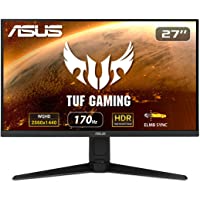 ASUS
27"
TUF GAMING
WQHD
2560x1440
170Hz
HDR
ELMB SYNC